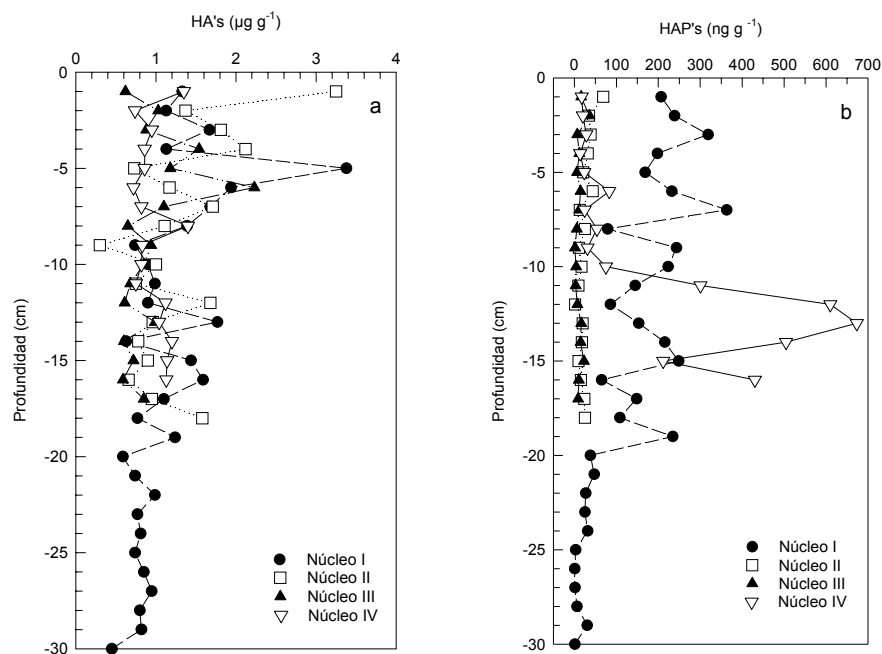 HA's (µg g⁻¹)
0 1 2 3 4
0
-5
-10
-15
-20
-25
-30
Profundidad (cm)
a
Núcleo I
Núcleo II
Núcleo III
Núcleo IV
HAP's (ng g⁻¹)
0 100 200 300 400 500 600 700
0
-5
-10
-15
-20
-25
-30
Profundidad (cm)
b
Núcleo I
Núcleo II
Núcleo III
Núcleo IV